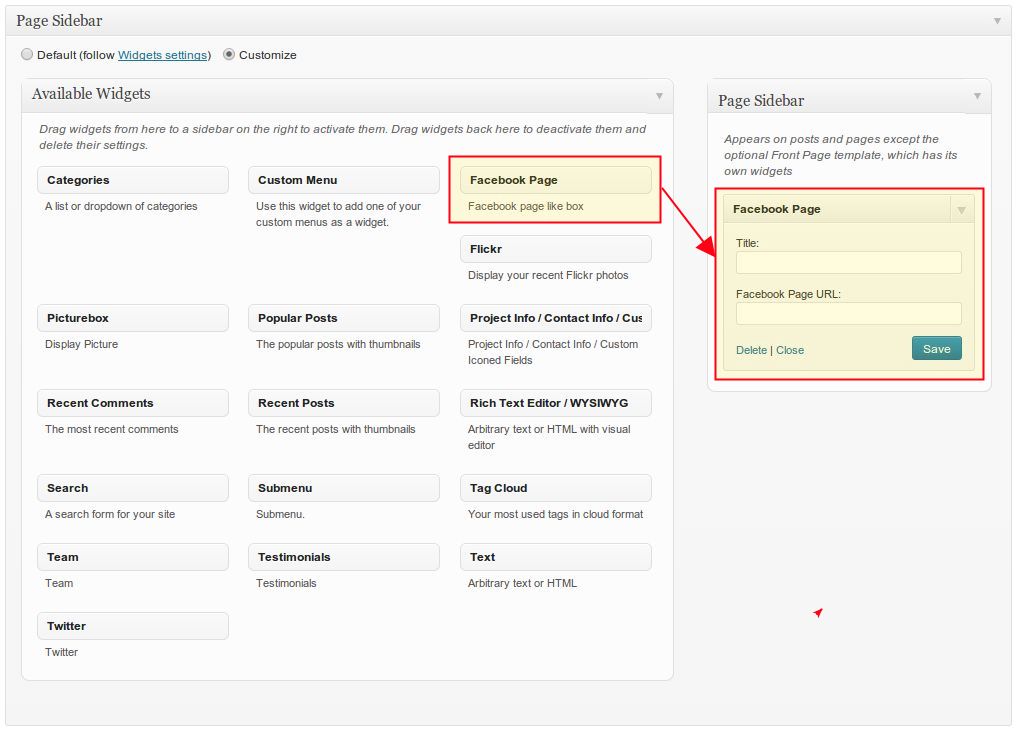 Page Sidebar
Default (follow Widgets settings) Customize
Available Widgets
Drag widgets from here to a sidebar on the right to activate them. Drag widgets back here to deactivate them and
delete their settings.
Categories
A list or dropdown of categories
Custom Menu
Use this widget to add one of your
custom menus as a widget.
Facebook Page
Facebook page like box
Flickr
Display your recent Flickr photos
Picturebox
Display Picture
Popular Posts
The popular posts with thumbnails
Project Info / Contact Info / Cus
Project Info / Contact Info / Custom
Iconed Fields
Recent Comments
The most recent comments
Recent Posts
The recent posts with thumbnails
Rich Text Editor / WYSIWYG
Arbitrary text or HTML with visual
editor
Search
A search form for your site
Submenu
Submenu.
Tag Cloud
Your most used tags in cloud format
Team
Team
Testimonials
Testimonials
Text
Arbitrary text or HTML
Twitter
Twitter
Page Sidebar
Appears on posts and pages except the
optional Front Page template, which has its
own widgets
Facebook Page
Title:
Facebook Page URL:
Delete | Close
Save